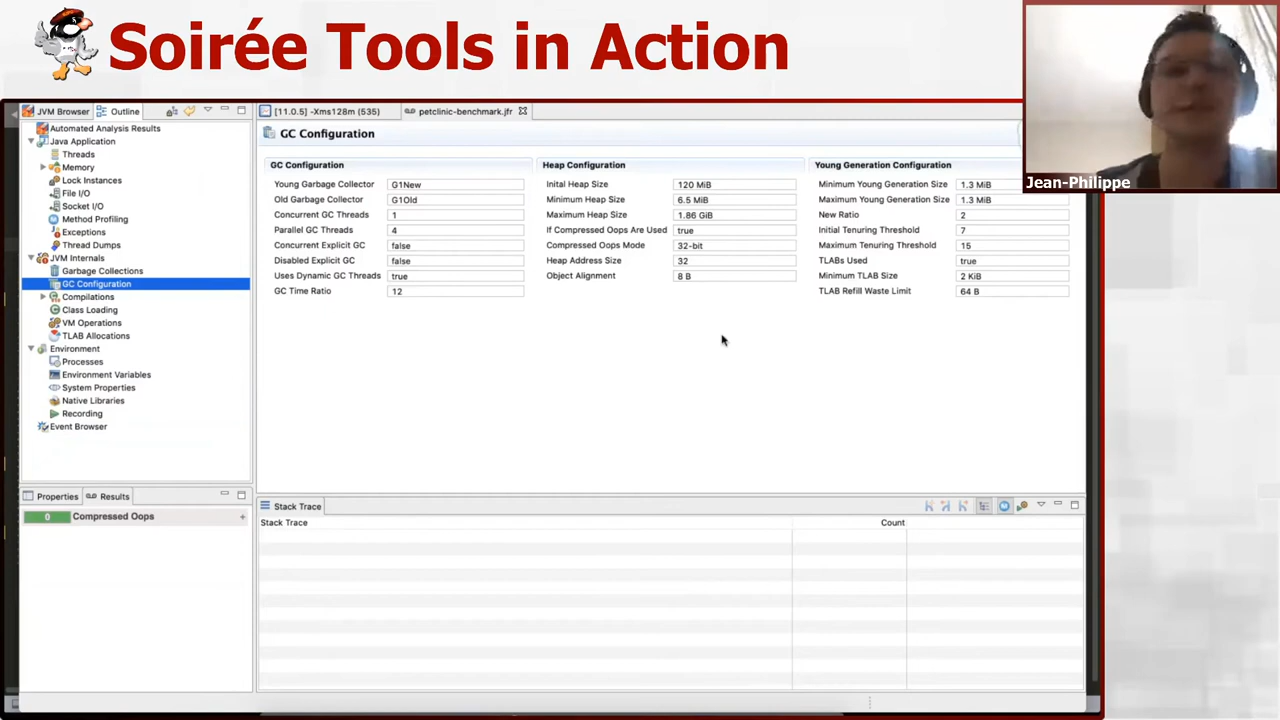 Soirée Tools in Action
Jean-Philippe
JVM Browser
Outline
Automated Analysis Results
Java Application
Threads
Memory
Lock Instances
File I/O
Socket I/O
Method Profiling
Exceptions
Thread Dumps
JVM Internals
Garbage Collections
GC Configuration
Compilations
Class Loading
VM Operations
TLAB Allocations
Environment
Processes
Environment Variables
System Properties
Native Libraries
Recording
Event Browser
Properties
Results
0 Compressed Oops +
[11.0.5] -Xms128m (535)
petclinic-benchmark.jfr
GC Configuration
GC Configuration
Young Garbage Collector G1New
Old Garbage Collector G1Old
Concurrent GC Threads 1
Parallel GC Threads 4
Concurrent Explicit GC false
Disabled Explicit GC false
Uses Dynamic GC Threads true
GC Time Ratio 12
Heap Configuration
Inital Heap Size 120 MiB
Minimum Heap Size 6.5 MiB
Maximum Heap Size 1.86 GiB
If Compressed Oops Are Used true
Compressed Oops Mode 32-bit
Heap Address Size 32
Object Alignment 8 B
Young Generation Configuration
Minimum Young Generation Size 1.3 MiB
Maximum Young Generation Size 1.3 MiB
New Ratio 2
Initial Tenuring Threshold 7
Maximum Tenuring Threshold 15
TLABs Used true
Minimum TLAB Size 2 KiB
TLAB Refill Waste Limit 64 B
Stack Trace
Stack Trace Count